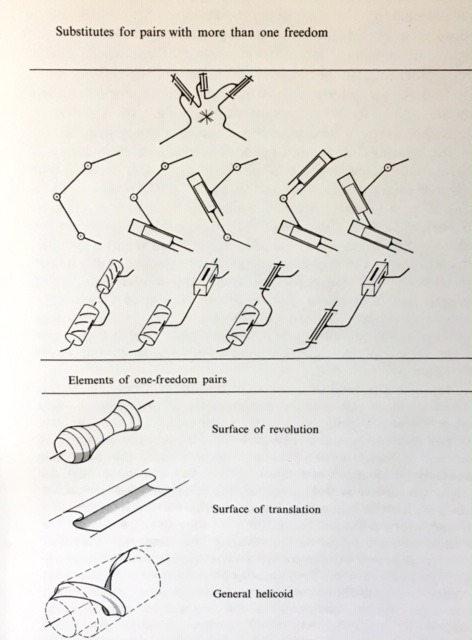 Substitutes for pairs with more than one freedom
Elements of one-freedom pairs
Surface of revolution
Surface of translation
General helicoid